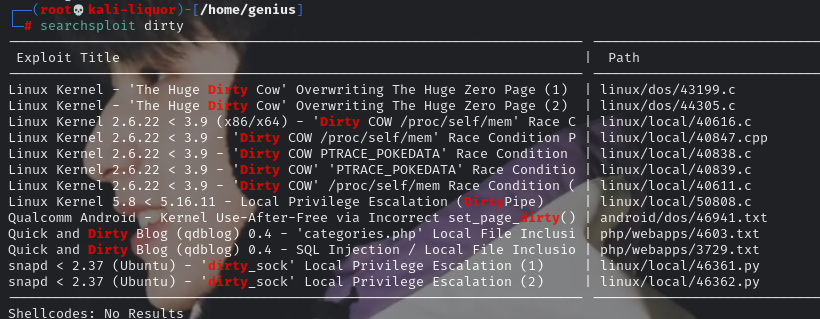 ┌──(root💀kali-liquor)-[/home/genius]
└─# searchsploit dirty
Exploit Title | Path
Linux Kernel - 'The Huge Dirty Cow' Overwriting The Huge Zero Page (1) | linux/dos/43199.c
Linux Kernel - 'The Huge Dirty Cow' Overwriting The Huge Zero Page (2) | linux/dos/44305.c
Linux Kernel 2.6.22 < 3.9 (x86/x64) - 'Dirty COW /proc/self/mem' Race C | linux/local/40616.c
Linux Kernel 2.6.22 < 3.9 - 'Dirty COW /proc/self/mem' Race Condition P | linux/local/40847.cpp
Linux Kernel 2.6.22 < 3.9 - 'Dirty COW PTRACE_POKEDATA' Race Condition | linux/local/40838.c
Linux Kernel 2.6.22 < 3.9 - 'Dirty COW' 'PTRACE_POKEDATA' Race Conditio | linux/local/40839.c
Linux Kernel 2.6.22 < 3.9 - 'Dirty COW' /proc/self/mem Race Condition ( | linux/local/40611.c
Linux Kernel 5.8 < 5.16.11 - Local Privilege Escalation (DirtyPipe) | linux/local/50808.c
Qualcomm Android - Kernel Use-After-Free via Incorrect set_page_dirty() | android/dos/46941.txt
Quick and Dirty Blog (qdblog) 0.4 - 'categories.php' Local File Inclusi | php/webapps/4603.txt
Quick and Dirty Blog (qdblog) 0.4 - SQL Injection / Local File Inclusio | php/webapps/3729.txt
snapd < 2.37 (Ubuntu) - 'dirty_sock' Local Privilege Escalation (1) | linux/local/46361.py
snapd < 2.37 (Ubuntu) - 'dirty_sock' Local Privilege Escalation (2) | linux/local/46362.py
Shellcodes: No Results